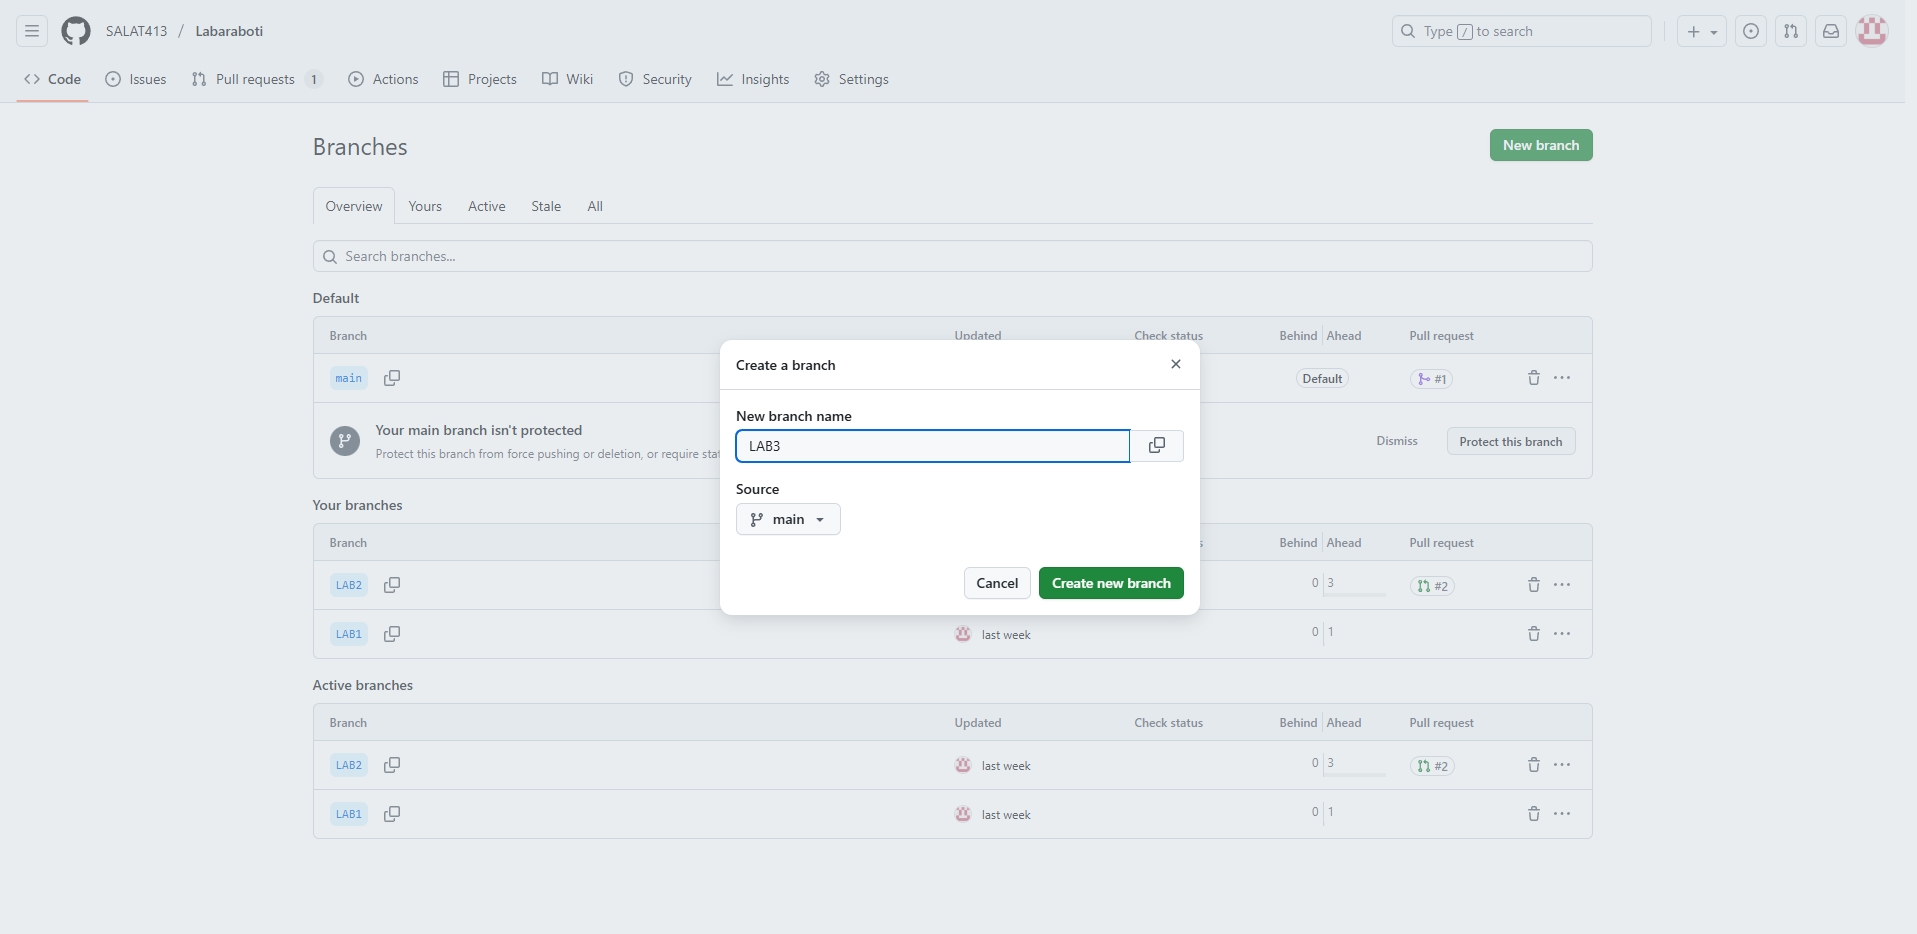 SALAT413 / Labaraboti
Type / to search
Code Issues Pull requests 1 Actions Projects Wiki Security Insights Settings
Branches
New branch
Overview Yours Active Stale All
Search branches...
Default
Branch Updated Check status Behind Ahead Pull request
main Default #1
Your main branch isn't protected
Protect this branch from force pushing or deletion, or require
Dismiss Protect this branch
Create a branch
New branch name
LAB3
Source
main
Cancel Create new branch
Your branches
Branch Behind Ahead Pull request
LAB2 0 3 #2
LAB1 last week 0 1
Active branches
Branch Updated Check status Behind Ahead Pull request
LAB2 last week 0 3 #2
LAB1 last week 0 1